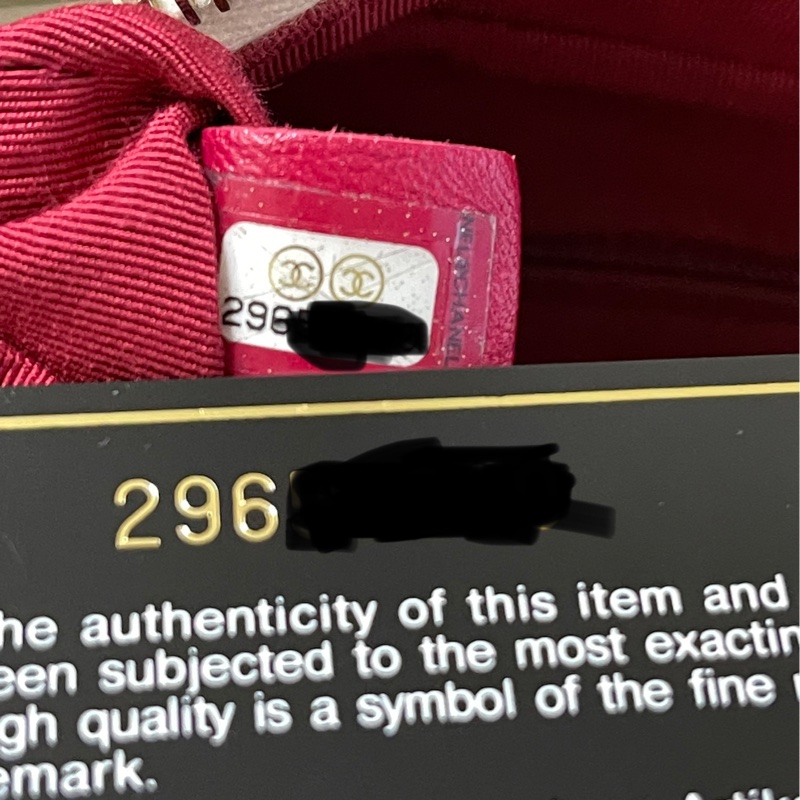 NEL©CHANEL
296
296
he authenticity of this item and
een subjected to the most exactin
gh quality is a symbol of the fine
emark.